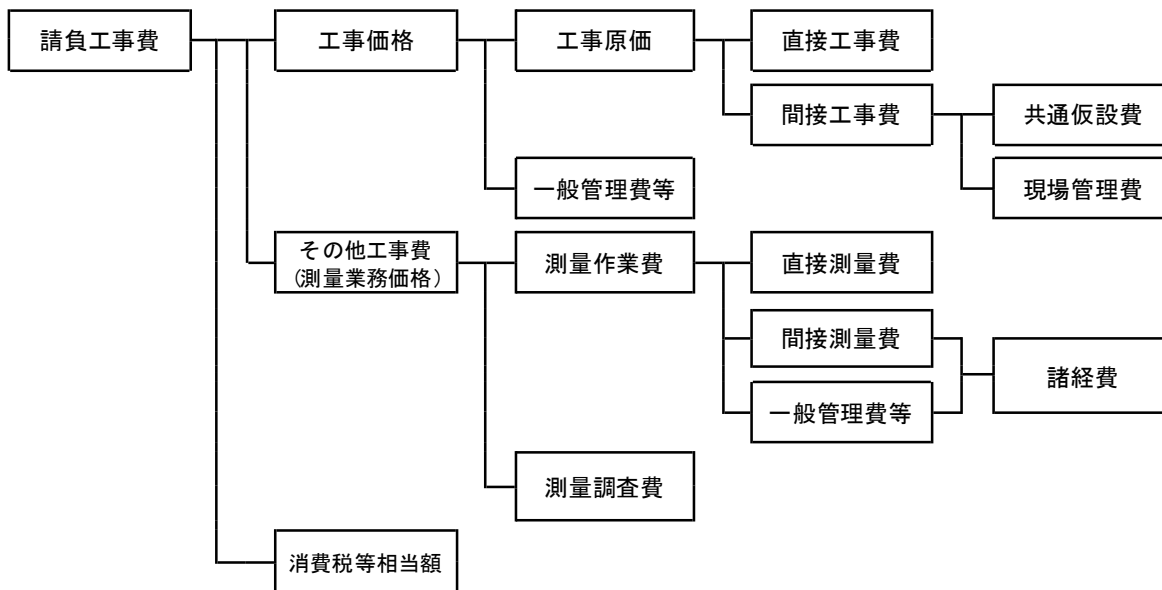 請負工事費
工事価格
工事原価
直接工事費
間接工事費
共通仮設費
現場管理費
一般管理費等
その他工事費
(測量業務価格)
測量作業費
直接測量費
間接測量費
一般管理費等
諸経費
測量調査費
消費税等相当額